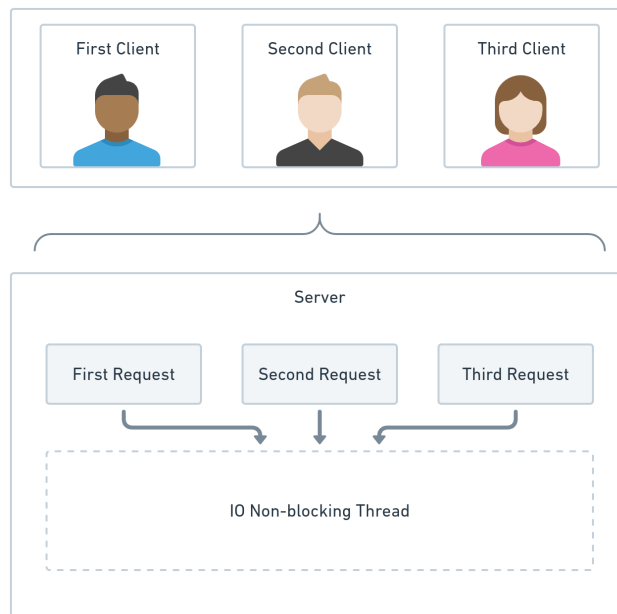 First Client
Second Client
Third Client
Server
First Request
Second Request
Third Request
IO Non-blocking Thread